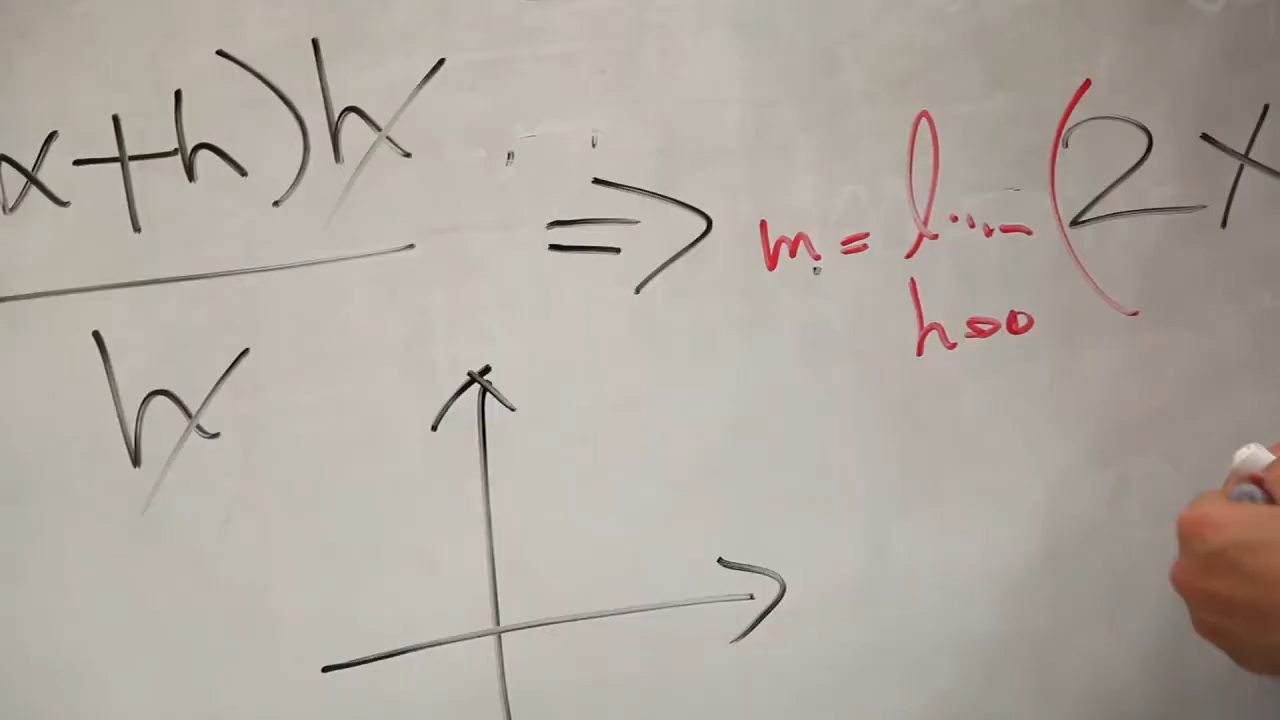 x+h)h
h
⇒ m = lim (2x
h→0